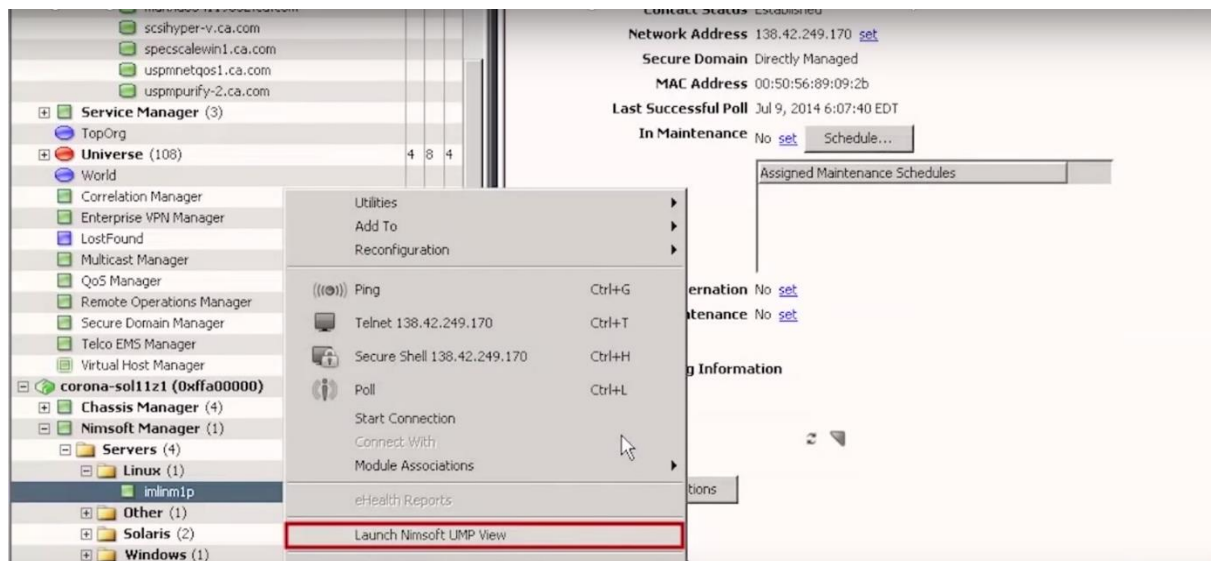 scsihyper-v.ca.com
specscalewin1.ca.com
uspmnetqos1.ca.com
uspmpurify-2.ca.com
Service Manager (3)
TopOrg
Universe (108) 4 8 4
World
Correlation Manager
Enterprise VPN Manager
LostFound
Multicast Manager
QoS Manager
Remote Operations Manager
Secure Domain Manager
Telco EMS Manager
Virtual Host Manager
corona-sol11z1 (0xffa00000)
Chassis Manager (4)
Nimsoft Manager (1)
Servers (4)
Linux (1)
imlinm1p
Other (1)
Solaris (2)
Windows (1)
Utilities
Add To
Reconfiguration
Ping Ctrl+G
Telnet 138.42.249.170 Ctrl+T
Secure Shell 138.42.249.170 Ctrl+H
Poll Ctrl+L
Start Connection
Connect With
Module Associations
eHealth Reports
Launch Nimsoft UMP View
Contact Status Established
Network Address 138.42.249.170 set
Secure Domain Directly Managed
MAC Address 00:50:56:89:09:2b
Last Successful Poll Jul 9, 2014 6:07:40 EDT
In Maintenance No set Schedule...
Assigned Maintenance Schedules
ernation No set
ntenance No set
g Information
tions